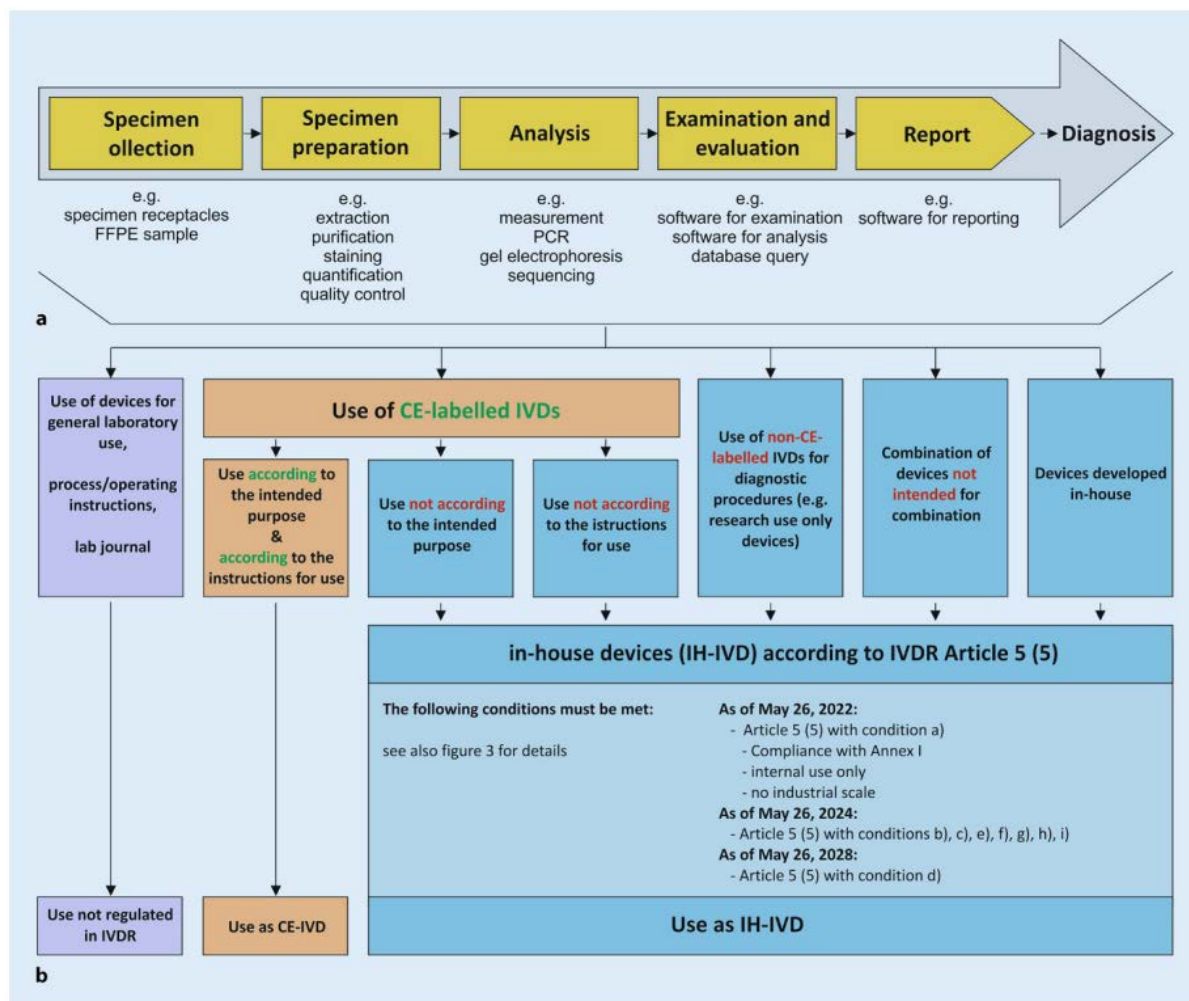 Specimen
ollection
Specimen
preparation
Analysis
Examination and
evaluation
Report
Diagnosis
e.g.
specimen receptacles
FFPE sample
e.g.
extraction
purification
staining
quantification
quality control
e.g.
measurement
PCR
gel electrophoresis
sequencing
e.g.
software for examination
software for analysis
database query
e.g.
software for reporting
a
Use of devices for
general laboratory
use,
process/operating
instructions,
lab journal
Use of CE-labelled IVDs
Use according to
the intended
purpose
&
according to the
instructions for use
Use not according
to the intended
purpose
Use not according
to the istructions
for use
Use of non-CE-
labelled IVDs for
diagnostic
procedures (e.g.
research use only
devices)
Combination of
devices not
intended for
combination
Devices developed
in-house
in-house devices (IH-IVD) according to IVDR Article 5 (5)
The following conditions must be met:
see also figure 3 for details
As of May 26, 2022:
- Article 5 (5) with condition a)
- Compliance with Annex I
- internal use only
- no industrial scale
As of May 26, 2024:
- Article 5 (5) with conditions b), c), e), f), g), h), i)
As of May 26, 2028:
- Article 5 (5) with condition d)
Use not regulated
in IVDR
Use as CE-IVD
Use as IH-IVD
b